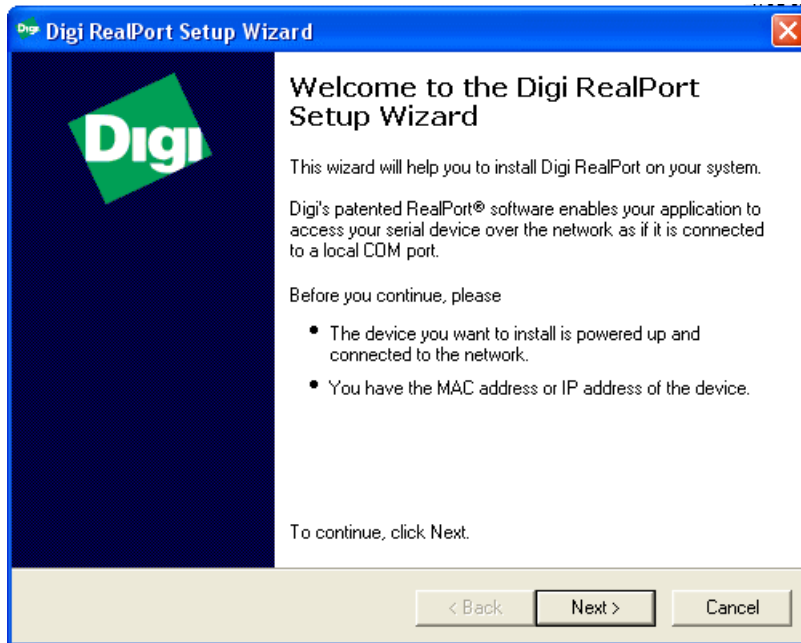 Digi RealPort Setup Wizard
Digi
Welcome to the Digi RealPort
Setup Wizard
This wizard will help you to install Digi RealPort on your system.
Digi's patented RealPort® software enables your application to
access your serial device over the network as if it is connected
to a local COM port.
Before you continue, please
• The device you want to install is powered up and
connected to the network.
• You have the MAC address or IP address of the device.
To continue, click Next.
< Back
Next >
Cancel